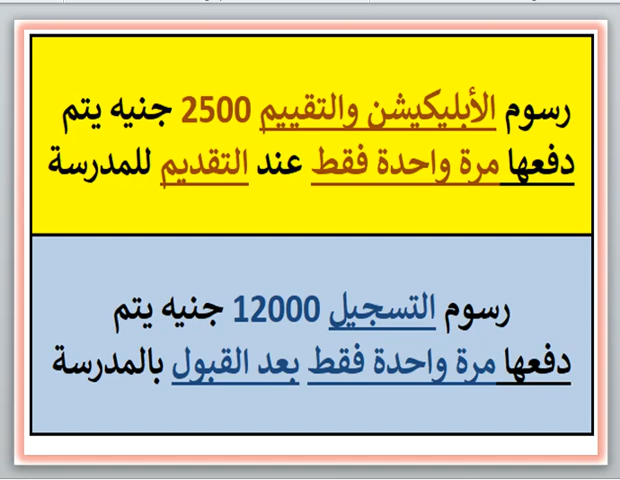 رسوم الأبليكيشن والتقييم 2500 جنيه يتم
دفعها مرة واحدة فقط عند التقديم للمدرسة
رسوم التسجيل 12000 جنيه يتم
دفعها مرة واحدة فقط بعد القبول بالمدرسة